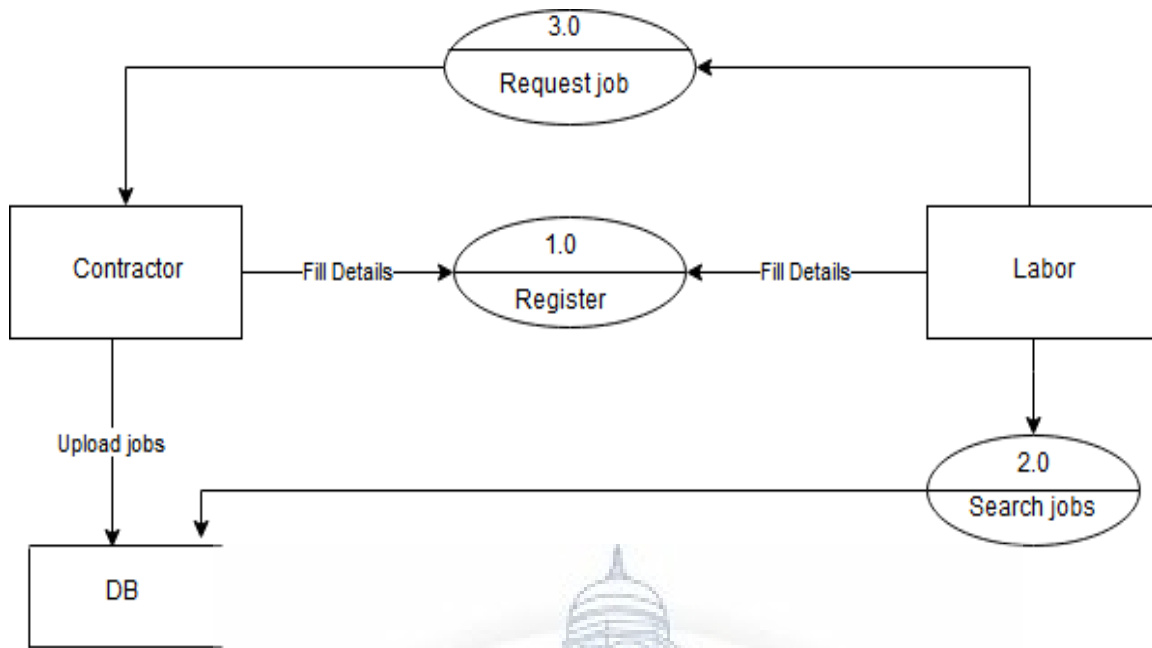 3.0
Request job
Contractor
Fill Details
1.0
Register
Fill Details
Labor
Upload jobs
2.0
Search jobs
DB